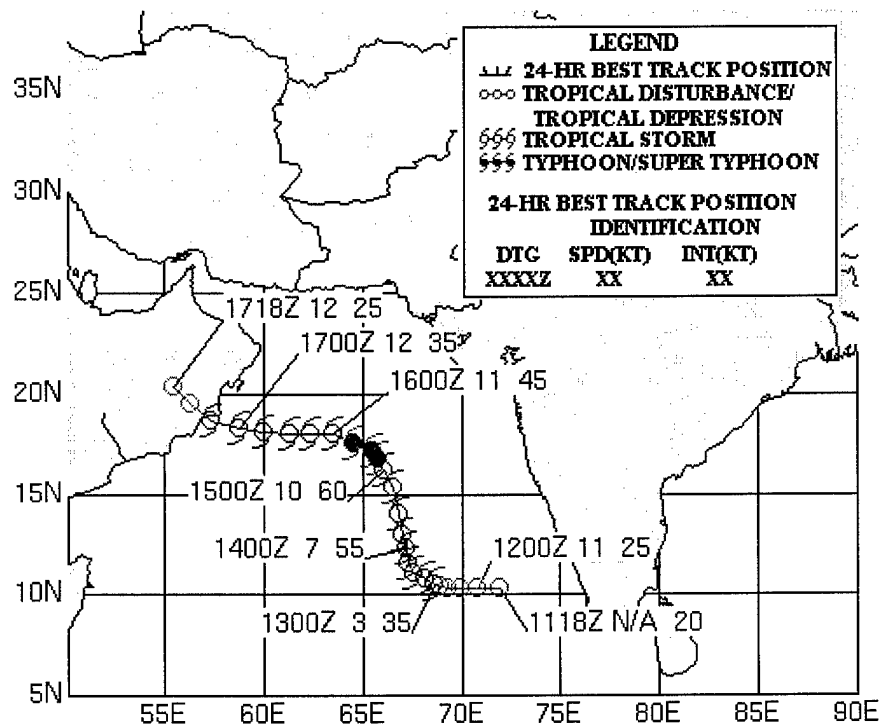 LEGEND
24-HR BEST TRACK POSITION
TROPICAL DISTURBANCE/
TROPICAL DEPRESSION
TROPICAL STORM
TYPHOON/SUPER TYPHOON
24-HR BEST TRACK POSITION
IDENTIFICATION
DTG SPD(KT) INT(KT)
XXXXZ XX XX
35N
30N
25N
20N
15N
10N
5N
1718Z 12 25
1700Z 12 35
1600Z 11 45
1500Z 10 60
1400Z 7 55
1200Z 11 25
1300Z 3 35
1118Z N/A 20
55E 60E 65E 70E 75E 80E 85E 90E